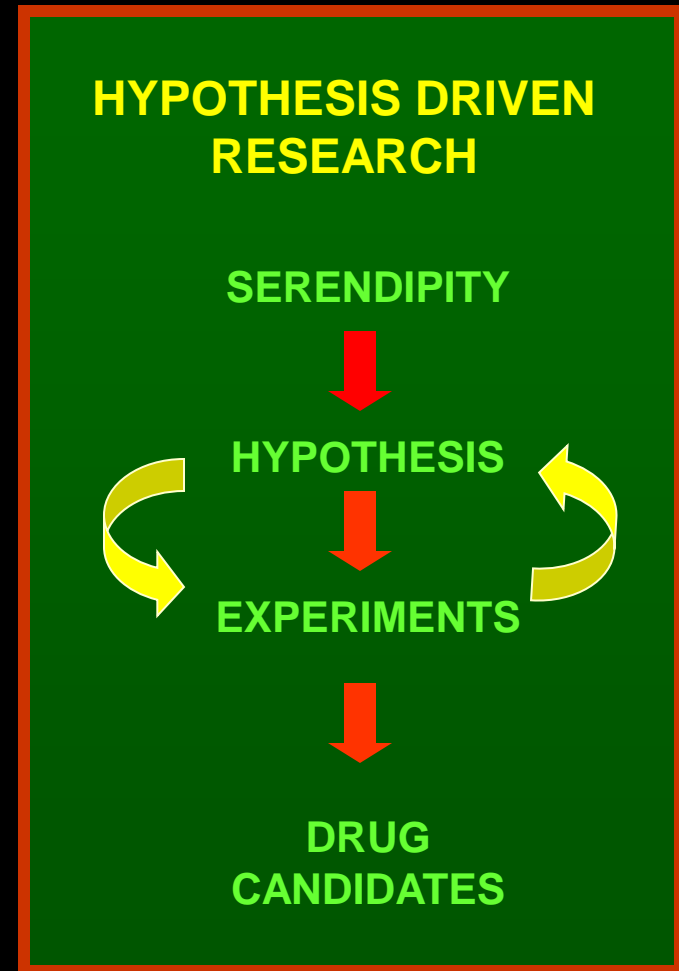 HYPOTHESIS DRIVEN
RESEARCH
SERENDIPITY
HYPOTHESIS
EXPERIMENTS
DRUG
CANDIDATES